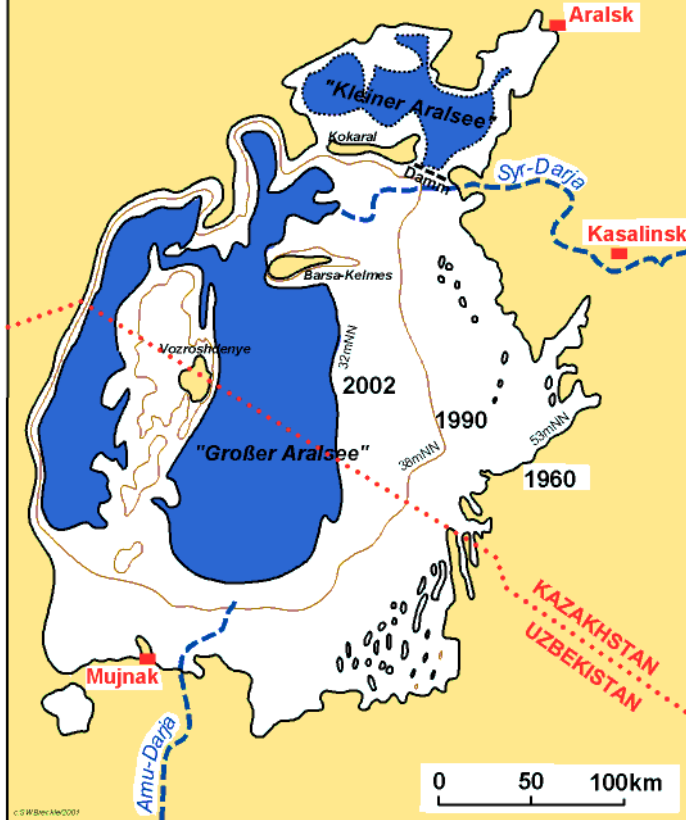 Aralsk
"Kleiner Aralsee"
Kokaral
Damm
Syr-Darja
Kasalinsk
Barsa-Kelmes
Vozroshdenye
32mNN
2002
1990
38mNN
53mNN
"Großer Aralsee"
1960
KAZAKHSTAN
UZBEKISTAN
Mujnak
Amu-Darja
0 50 100km